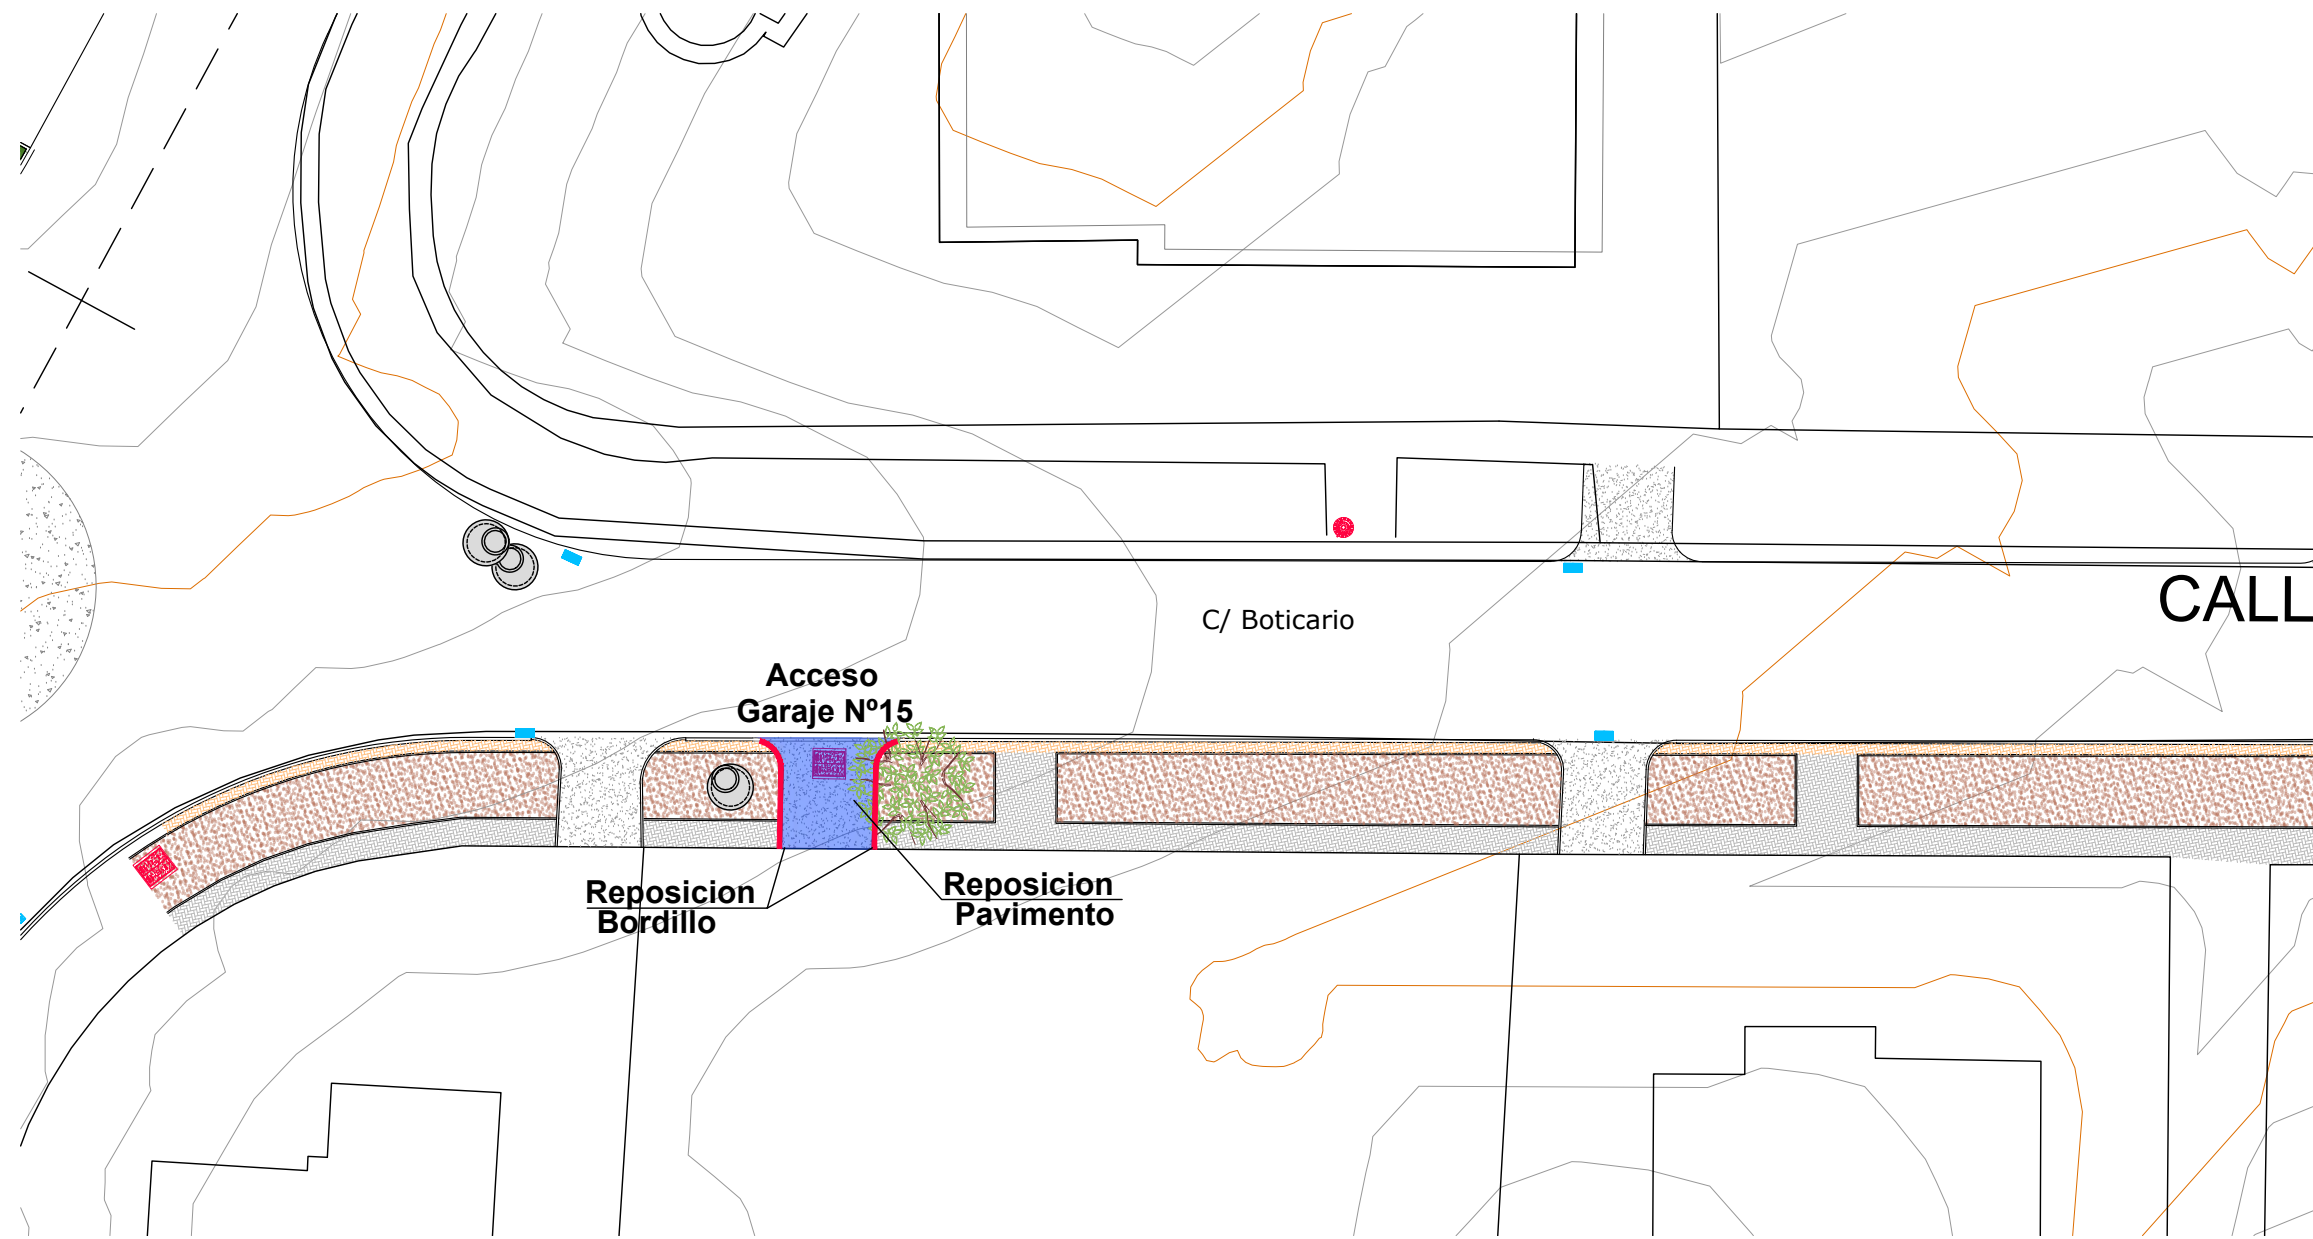 CALL
C/ Boticario
Acceso
Garaje Nº15
Reposicion
Bordillo
Reposicion
Pavimento